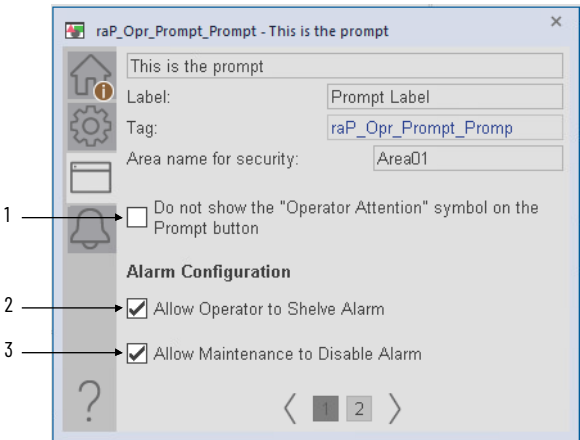 raP_Opr_Prompt_Prompt - This is the prompt
This is the prompt
Label: Prompt Label
Tag: raP_Opr_Prompt_Promp
Area name for security: Area01
1
Do not show the "Operator Attention" symbol on the
Prompt button
Alarm Configuration
2
Allow Operator to Shelve Alarm
3
Allow Maintenance to Disable Alarm
?
1 2